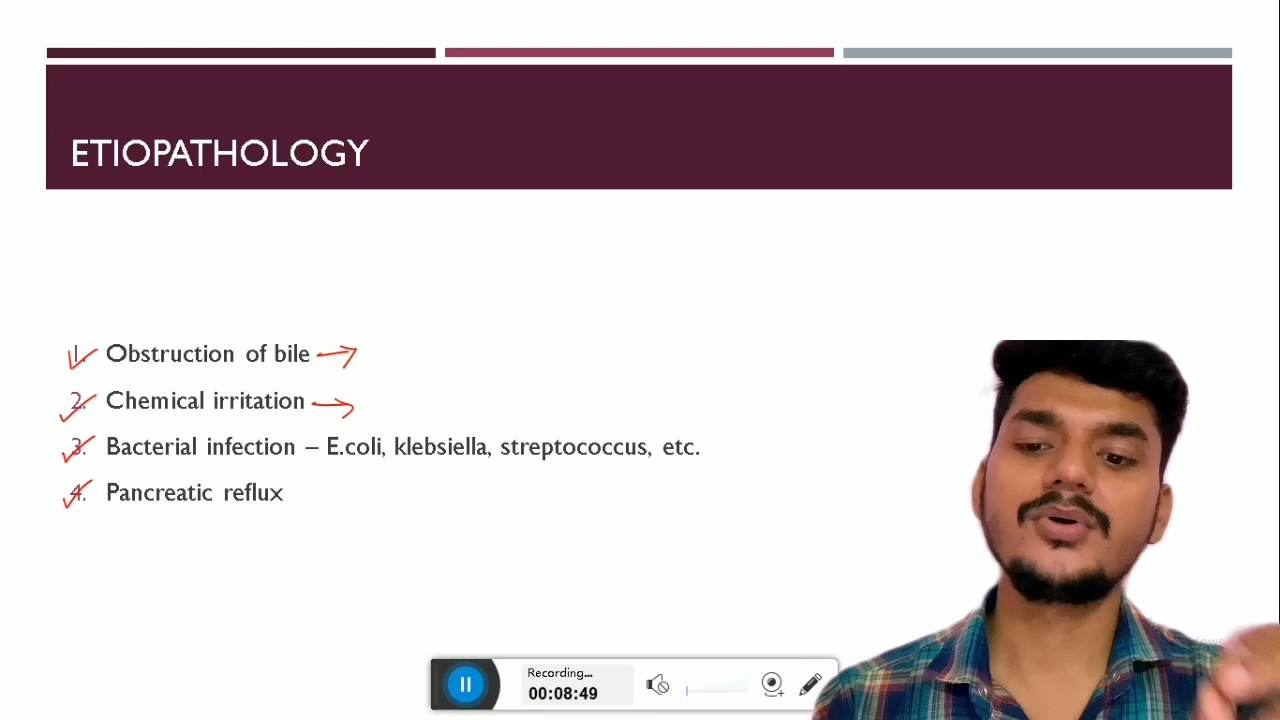 ETIOPATHOLOGY
1. Obstruction of bile
2. Chemical irritation
3. Bacterial infection – E.coli, klebsiella, streptococcus, etc.
4. Pancreatic reflux
Recording...
00:08:49